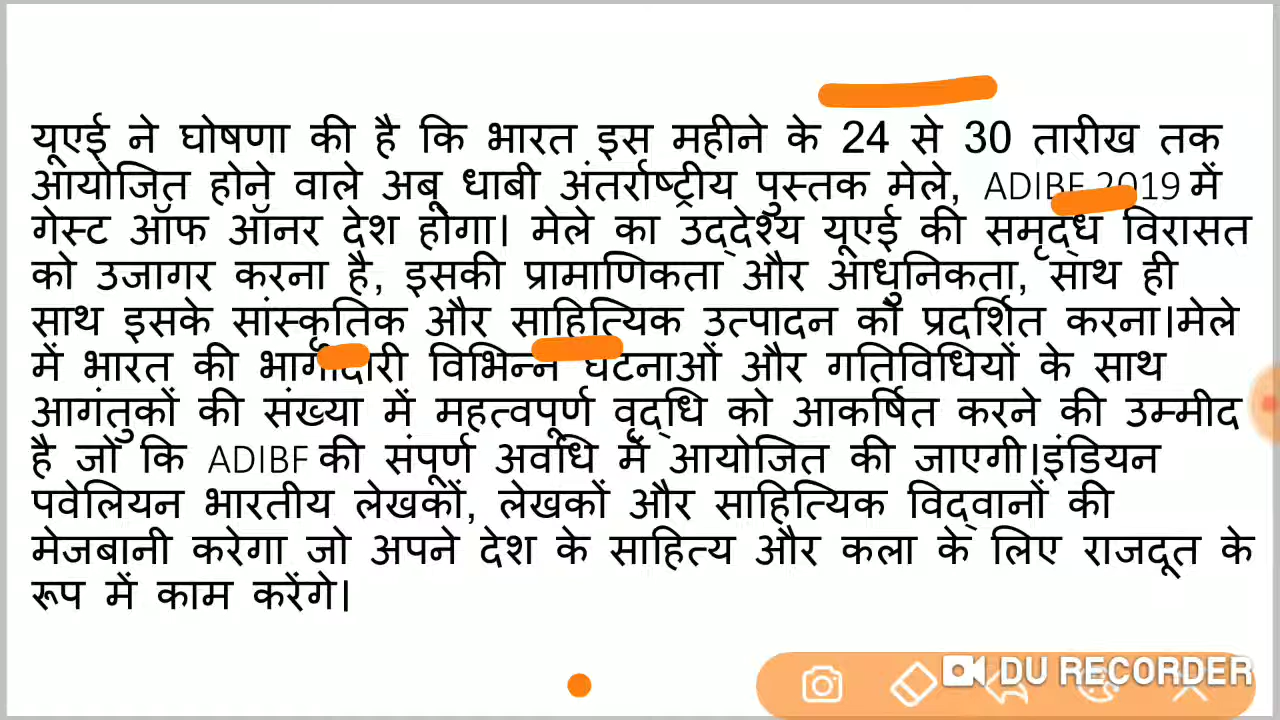 यूएई ने घोषणा की है कि भारत इस महीने के 24 से 30 तारीख तक
आयोजित होने वाले अबू धाबी अंतर्राष्ट्रीय पुस्तक मेले, ADIBF 2019 में
गेस्ट ऑफ ऑनर देश होगा। मेले का उद्देश्य यूएई की समृद्ध विरासत
को उजागर करना है, इसकी प्रामाणिकता और आधुनिकता, साथ ही
साथ इसके सांस्कृतिक और साहित्यिक उत्पादन को प्रदर्शित करना।मेले
में भारत की भागीदारी विभिन्न घटनाओं और गतिविधियों के साथ
आगंतुकों की संख्या में महत्वपूर्ण वृद्धि को आकर्षित करने की उम्मीद
है जो कि ADIBF की संपूर्ण अवधि में आयोजित की जाएगी।इंडियन
पवेलियन भारतीय लेखकों, लेखकों और साहित्यिक विद्वानों की
मेजबानी करेगा जो अपने देश के साहित्य और कला के लिए राजदूत के
रूप में काम करेंगे।
DU RECORDER